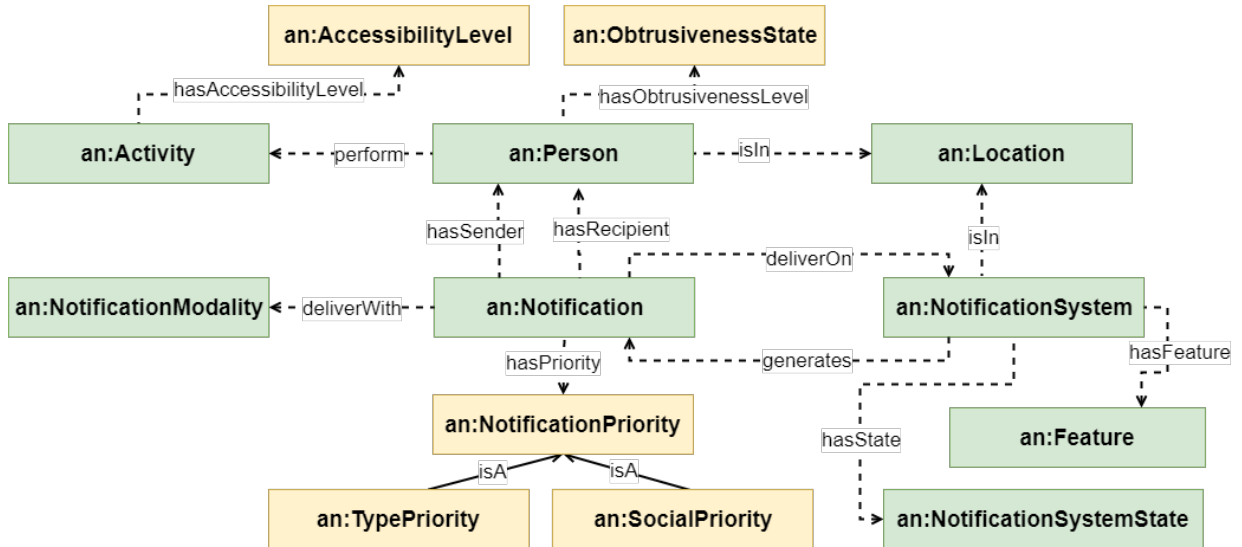 an:AccessibilityLevel
an:ObtrusivenessState
hasAccessibilityLevel
hasObtrusivenessLevel
an:Activity
perform
an:Person
isIn
an:Location
hasSender
hasRecipient
deliverOn
isIn
an:NotificationModality
deliverWith
an:Notification
an:NotificationSystem
hasPriority
generates
hasFeature
an:NotificationPriority
hasState
an:Feature
isA
isA
an:TypePriority
an:SocialPriority
an:NotificationSystemState